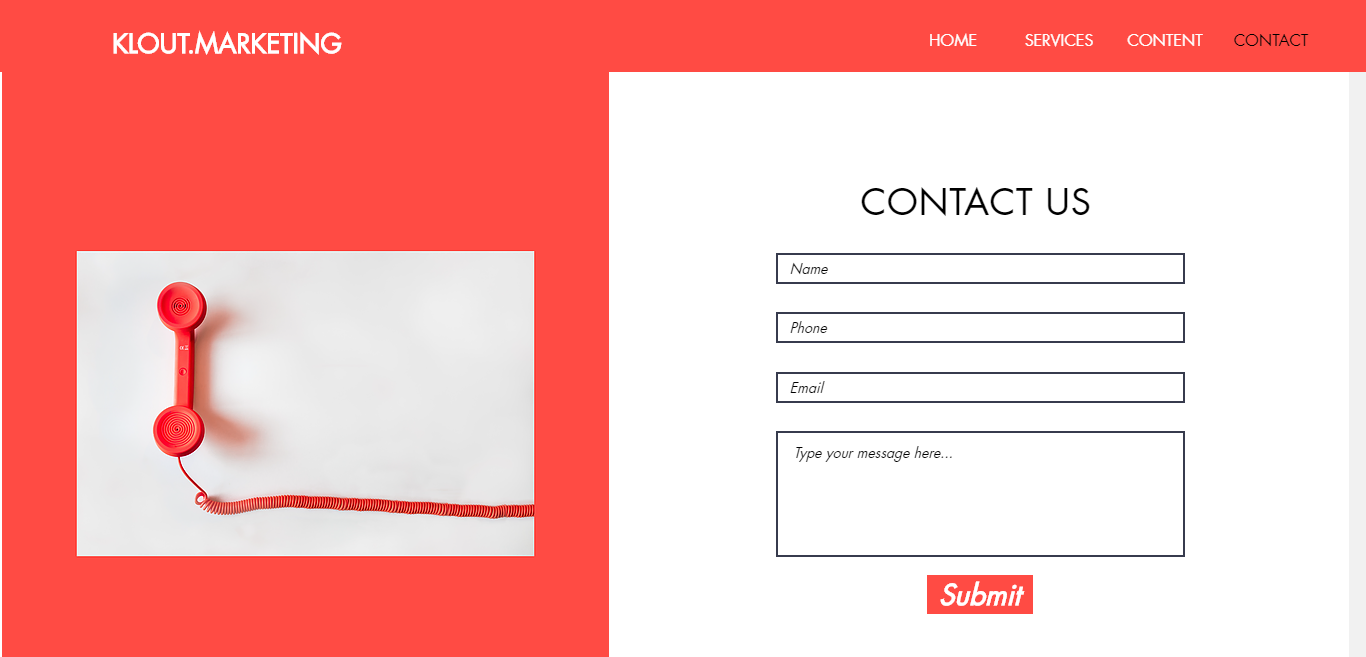 KLOUT.MARKETING
HOME SERVICES CONTENT CONTACT
CONTACT US
Name
Phone
Email
Type your message here...
Submit